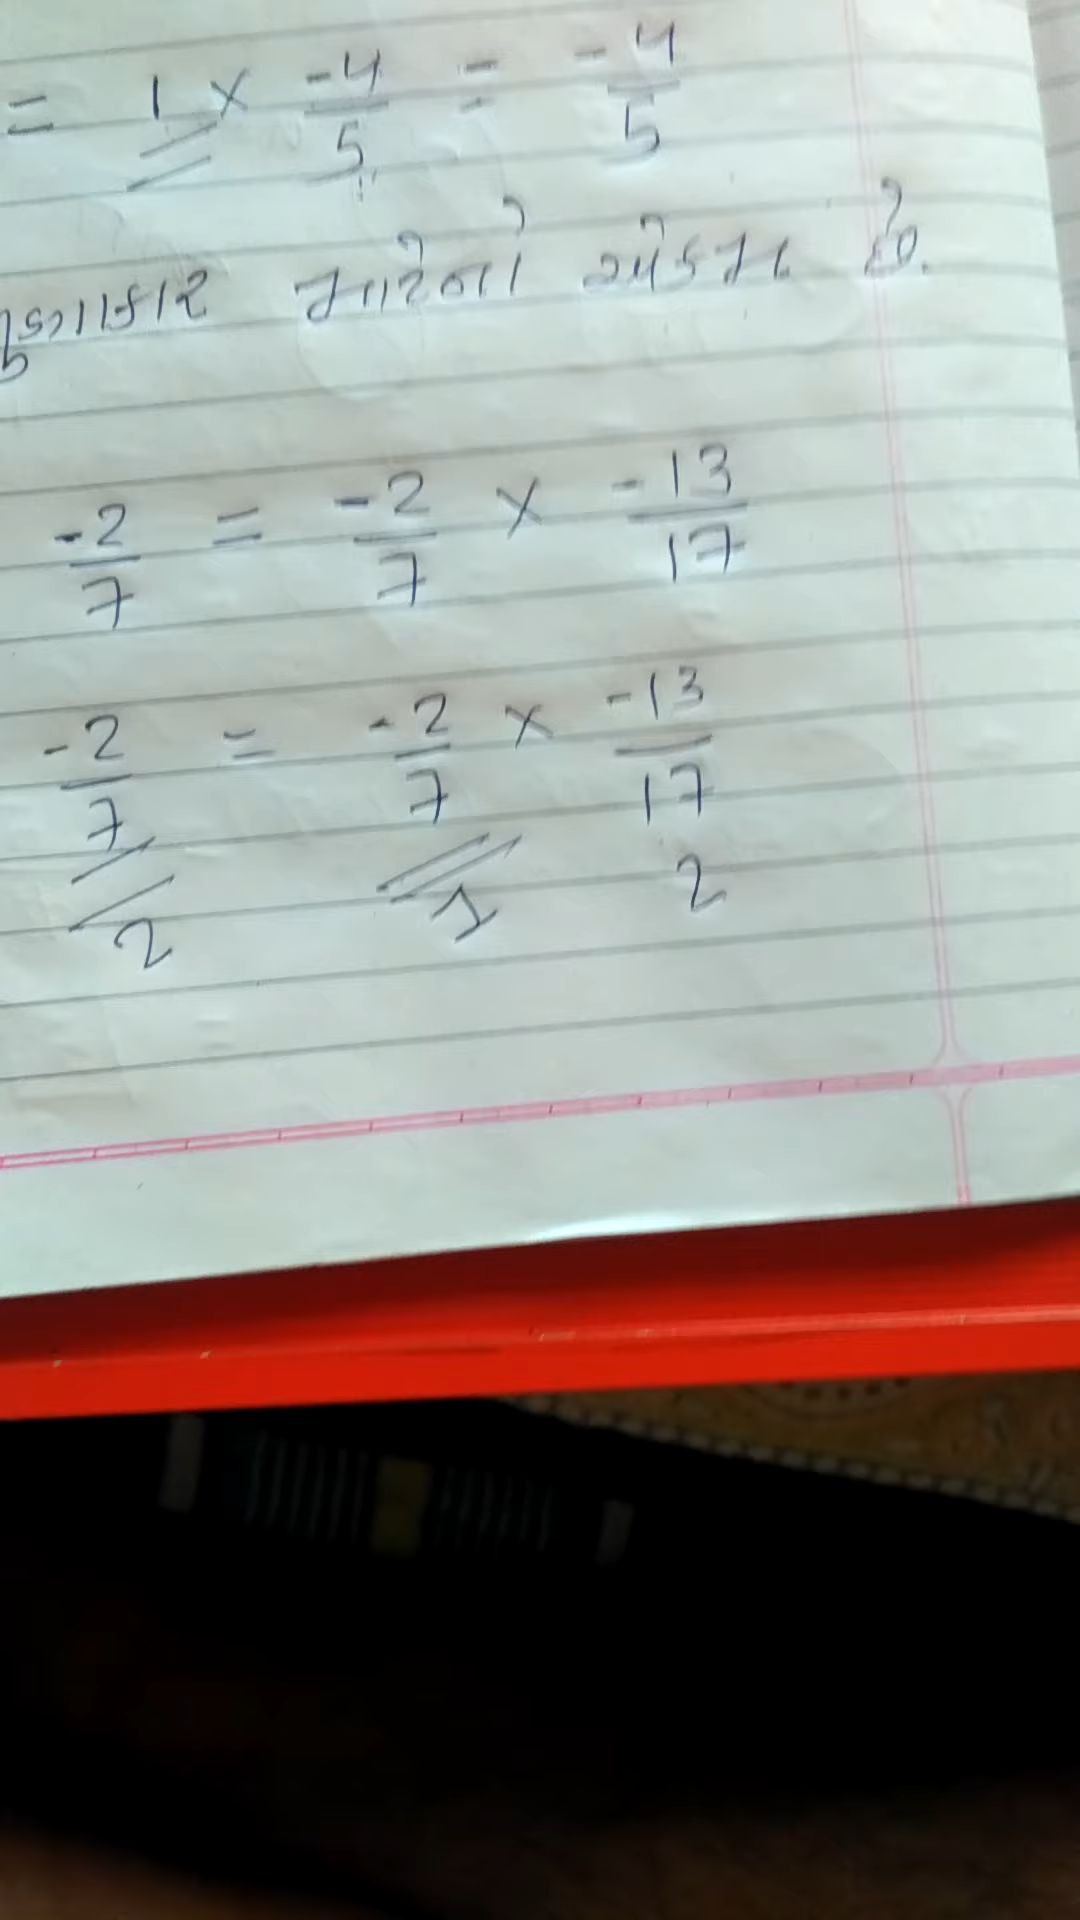 = 1 × -4/5 = -4/5
ગુણાકાર માટેનો છે.
-2/7 = -2/7 × -13/17
-2/7 = -2/7 × -13/17
2 1 2